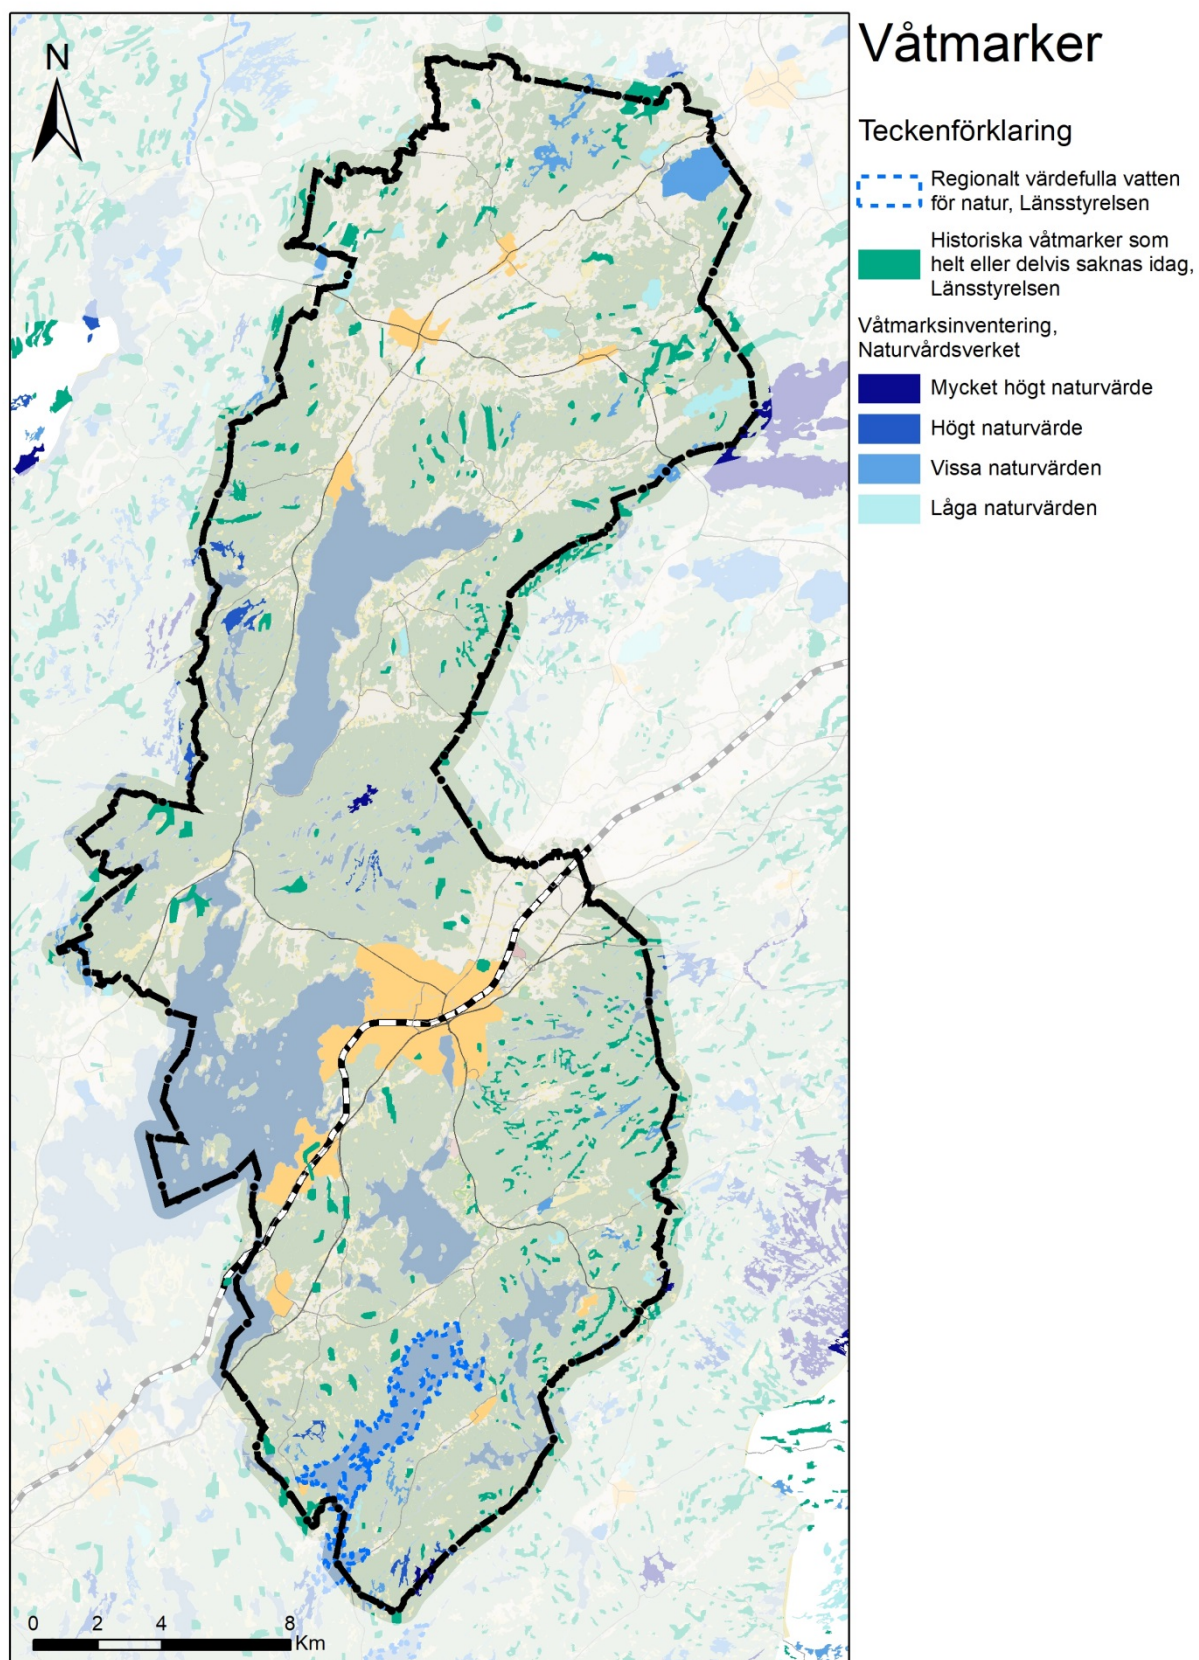 Våtmarker
N
Teckenförklaring
Regionalt värdefulla vatten
för natur, Länsstyrelsen
Historiska våtmarker som
helt eller delvis saknas idag,
Länsstyrelsen
Våtmarksinventering,
Naturvårdsverket
Mycket högt naturvärde
Högt naturvärde
Vissa naturvärden
Låga naturvärden
0 2 4 8
Km